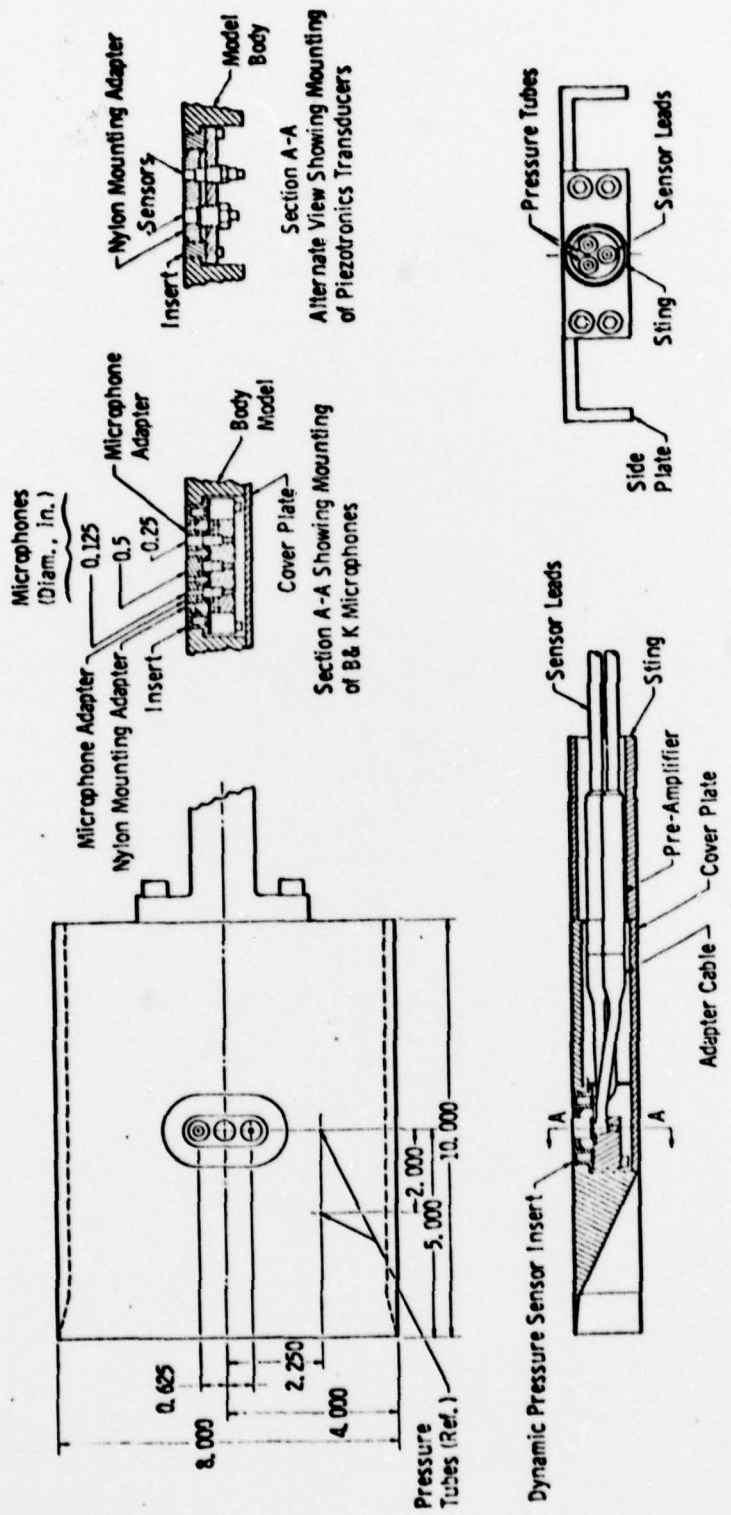 Microphones
(Diam., in.)
0.125
0.5
0.25
Microphone Adapter
Nylon Mounting Adapter
Insert
Microphone
Adapter
Body
Model
Cover Plate
Section A-A Showing Mounting
of B& K Microphones
Insert
Nylon Mounting Adapter
Sensors
Model
Body
Section A-A
Alternate View Showing Mounting
of Piezotronics Transducers
8.000
0.625
2.250
4.000
2.000
5.000
10.000
Pressure
Tubes (Ref.)
Dynamic Pressure Sensor Insert
A
A
Adapter Cable
Cover Plate
Pre-Amplifier
Sting
Sensor Leads
Side
Plate
Sting
Sensor Leads
Pressure Tubes